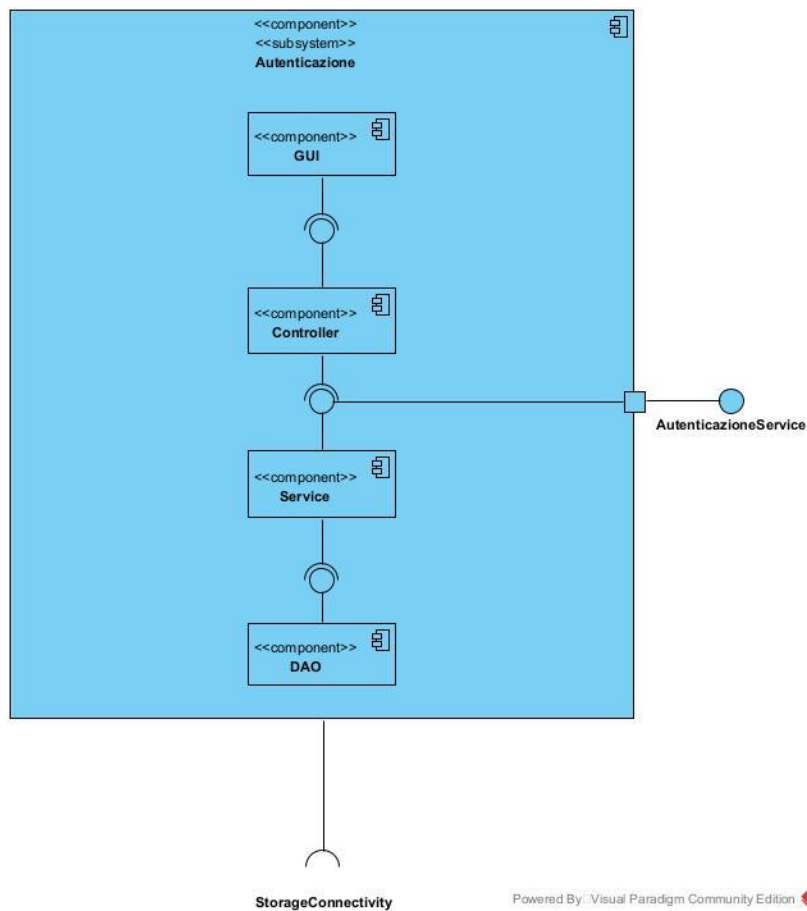 <<component>>
<<subsystem>>
Autenticazione
<<component>>
GUI
<<component>>
Controller
AutenticazioneService
<<component>>
Service
<<component>>
DAO
StorageConnectivity
Powered By Visual Paradigm Community Edition